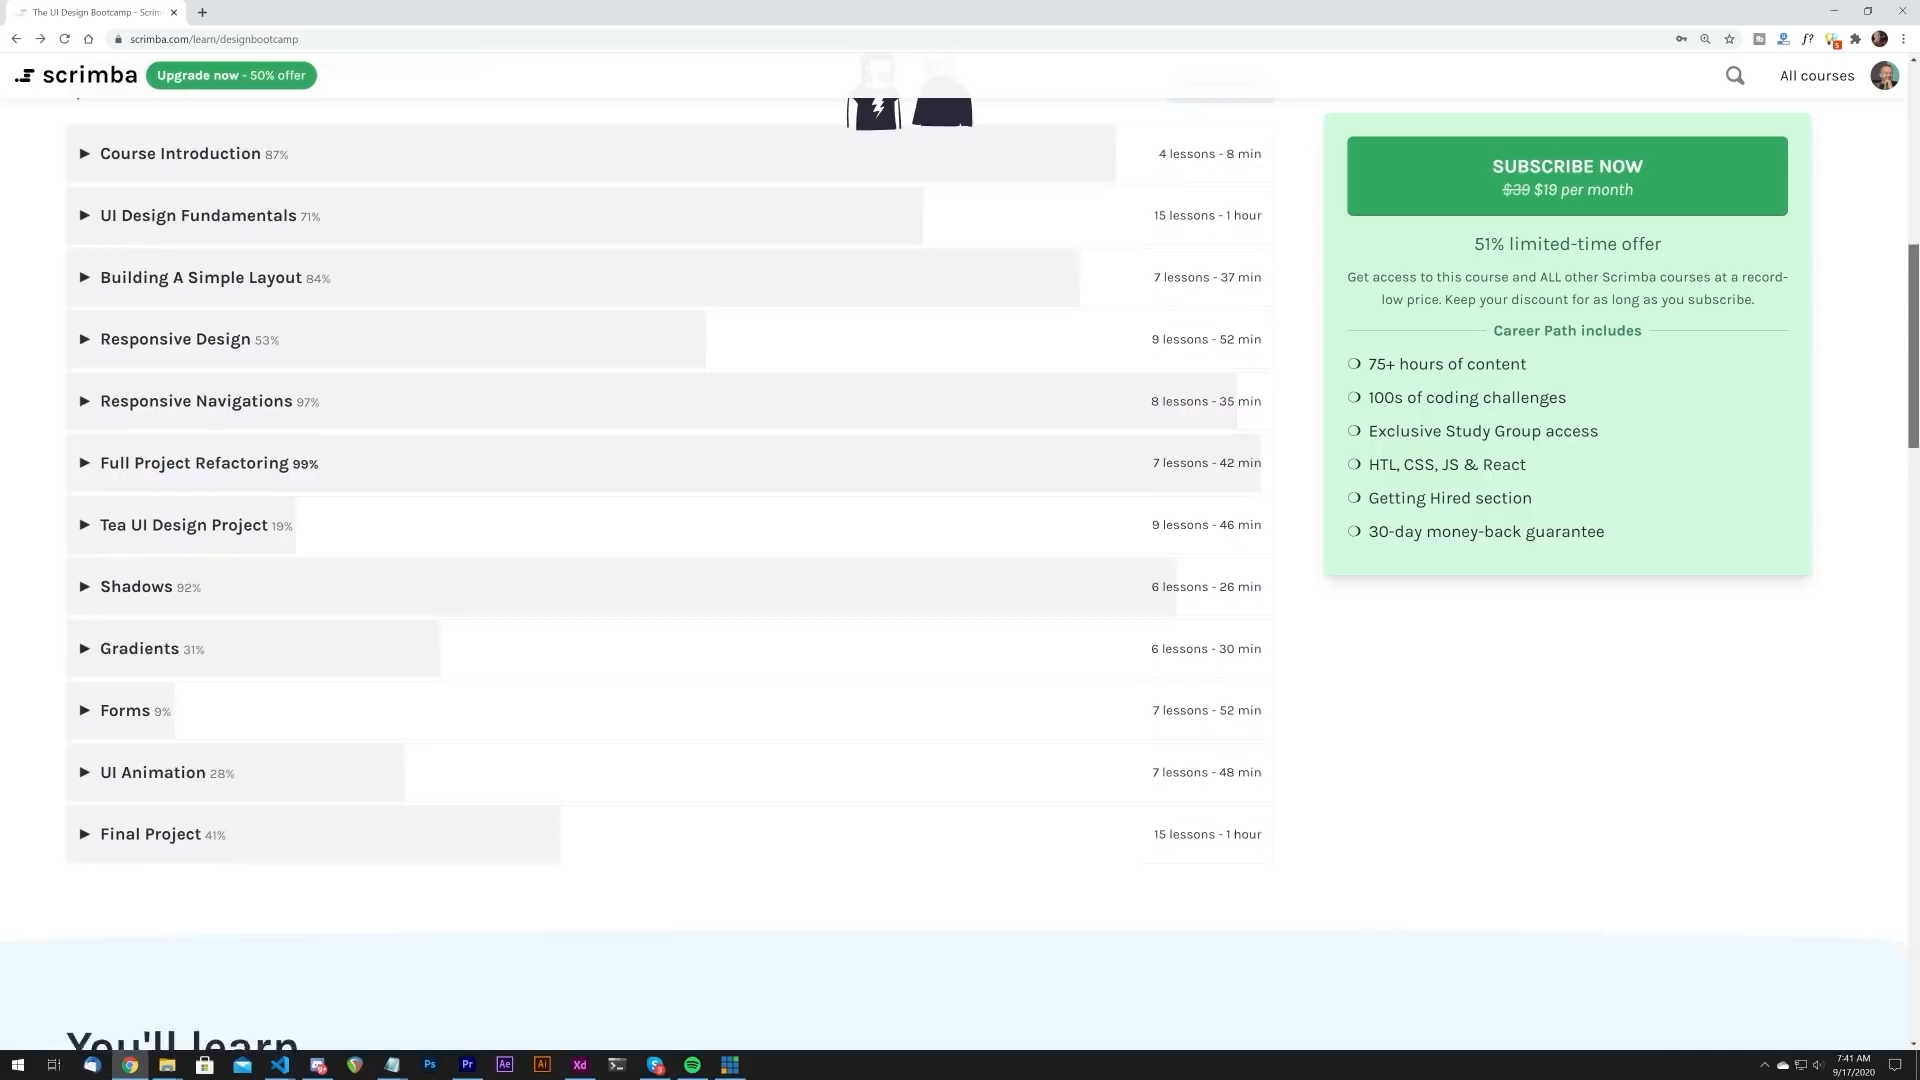 The UI Design Bootcamp - Scrim
scrimba.com/learn/designbootcamp
scrimba
Upgrade now - 50% offer
All courses
Course Introduction 87%
4 lessons - 8 min
UI Design Fundamentals 71%
15 lessons - 1 hour
Building A Simple Layout 84%
7 lessons - 37 min
Responsive Design 53%
9 lessons - 52 min
Responsive Navigations 97%
8 lessons - 35 min
Full Project Refactoring 99%
7 lessons - 42 min
Tea UI Design Project 19%
9 lessons - 46 min
Shadows 92%
6 lessons - 26 min
Gradients 31%
6 lessons - 30 min
Forms 9%
7 lessons - 52 min
UI Animation 28%
7 lessons - 48 min
Final Project 41%
15 lessons - 1 hour
SUBSCRIBE NOW
$39 $19 per month
51% limited-time offer
Get access to this course and ALL other Scrimba courses at a record-
low price. Keep your discount for as long as you subscribe.
Career Path includes
75+ hours of content
100s of coding challenges
Exclusive Study Group access
HTL, CSS, JS & React
Getting Hired section
30-day money-back guarantee
You'll learn
f?
5
Ps
Pr
Ae
Ai
Xd
3
7:41 AM
9/17/2020